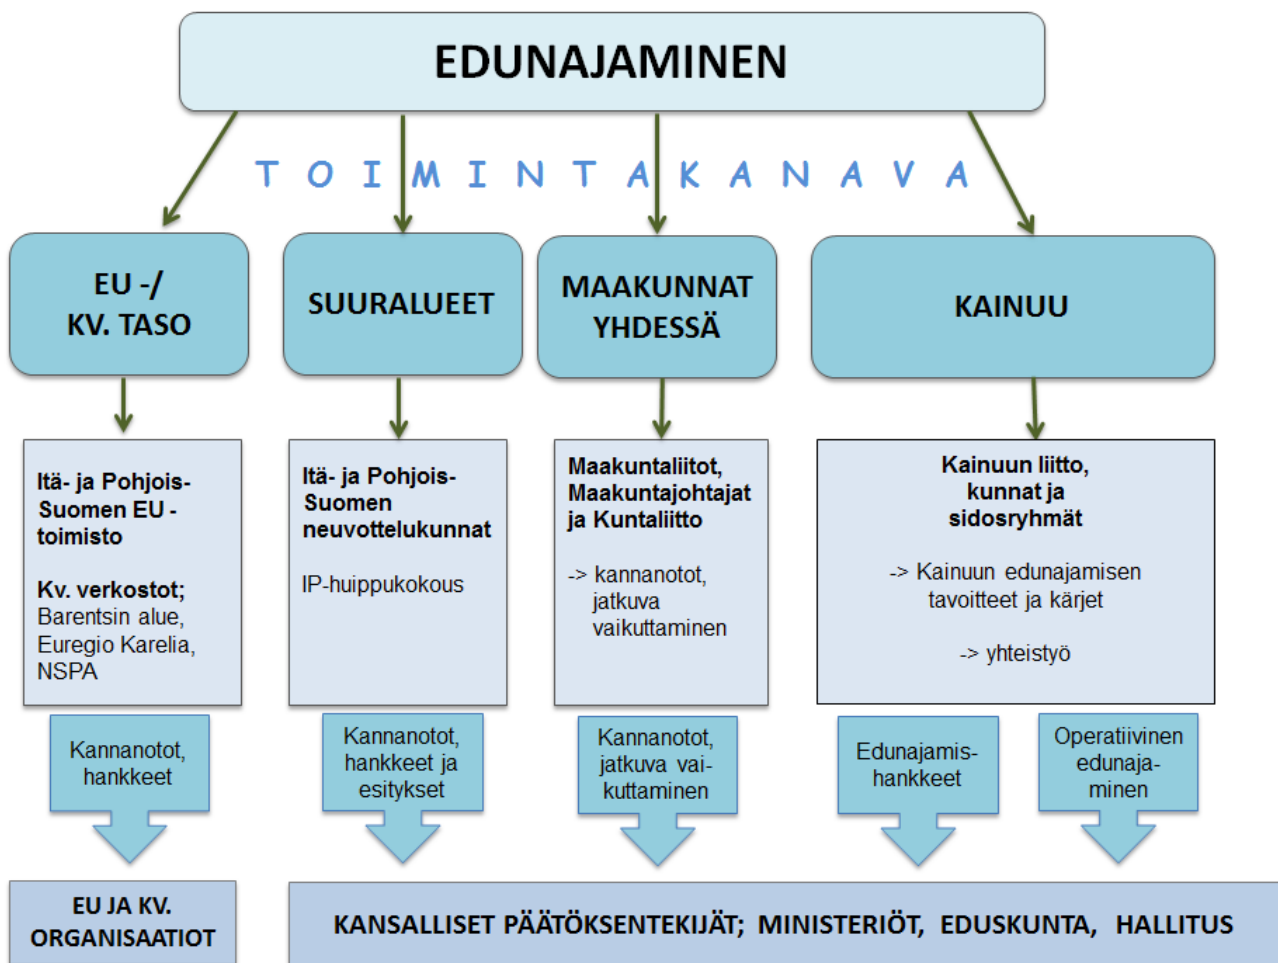 EDUNAJAMINEN
TOIMINTAKANAVA
EU -/
KV. TASO
SUURALUEET
MAAKUNNAT
YHDESSÄ
KAINUU
Itä- ja Pohjois-
Suomen EU -
toimisto
Kv. verkostot;
Barentsin alue,
Euregio Karelia,
NSPA
Itä- ja Pohjois-
Suomen
neuvottelukunnat
IP-huippukokous
Maakuntaliitot,
Maakuntajohtajat
ja Kuntaliitto
-> kannanotot,
jatkuva
vaikuttaminen
Kainuun liitto,
kunnat ja
sidosryhmät
-> Kainuun edunajamisen
tavoitteet ja kärjet
-> yhteistyö
Kannanotot,
hankkeet
Kannanotot,
hankkeet ja
esitykset
Kannanotot,
jatkuva vai-
kuttaminen
Edunajamis-
hankkeet
Operatiivinen
edunaja-
minen
EU JA KV.
ORGANISAATIOT
KANSALLISET PÄÄTÖKSENTEKIJÄT; MINISTERIÖT, EDUSKUNTA, HALLITUS